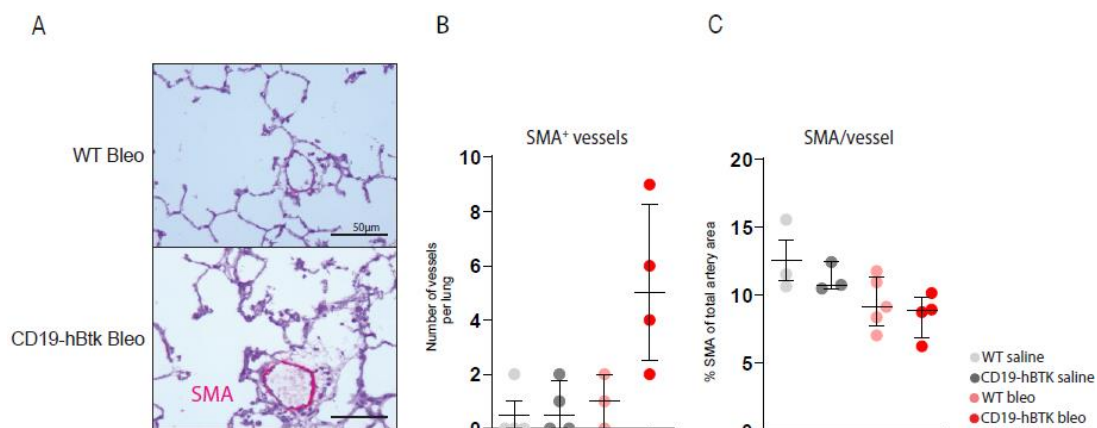 A
B
C
WT Bleo
50μm
CD19-hBtk Bleo
SMA
SMA⁺ vessels
10
8
6
4
2
0
Number of vessels
per lung
SMA/vessel
20
15
10
5
0
% SMA of total artery area
WT saline
CD19-hBTK saline
WT bleo
CD19-hBTK bleo